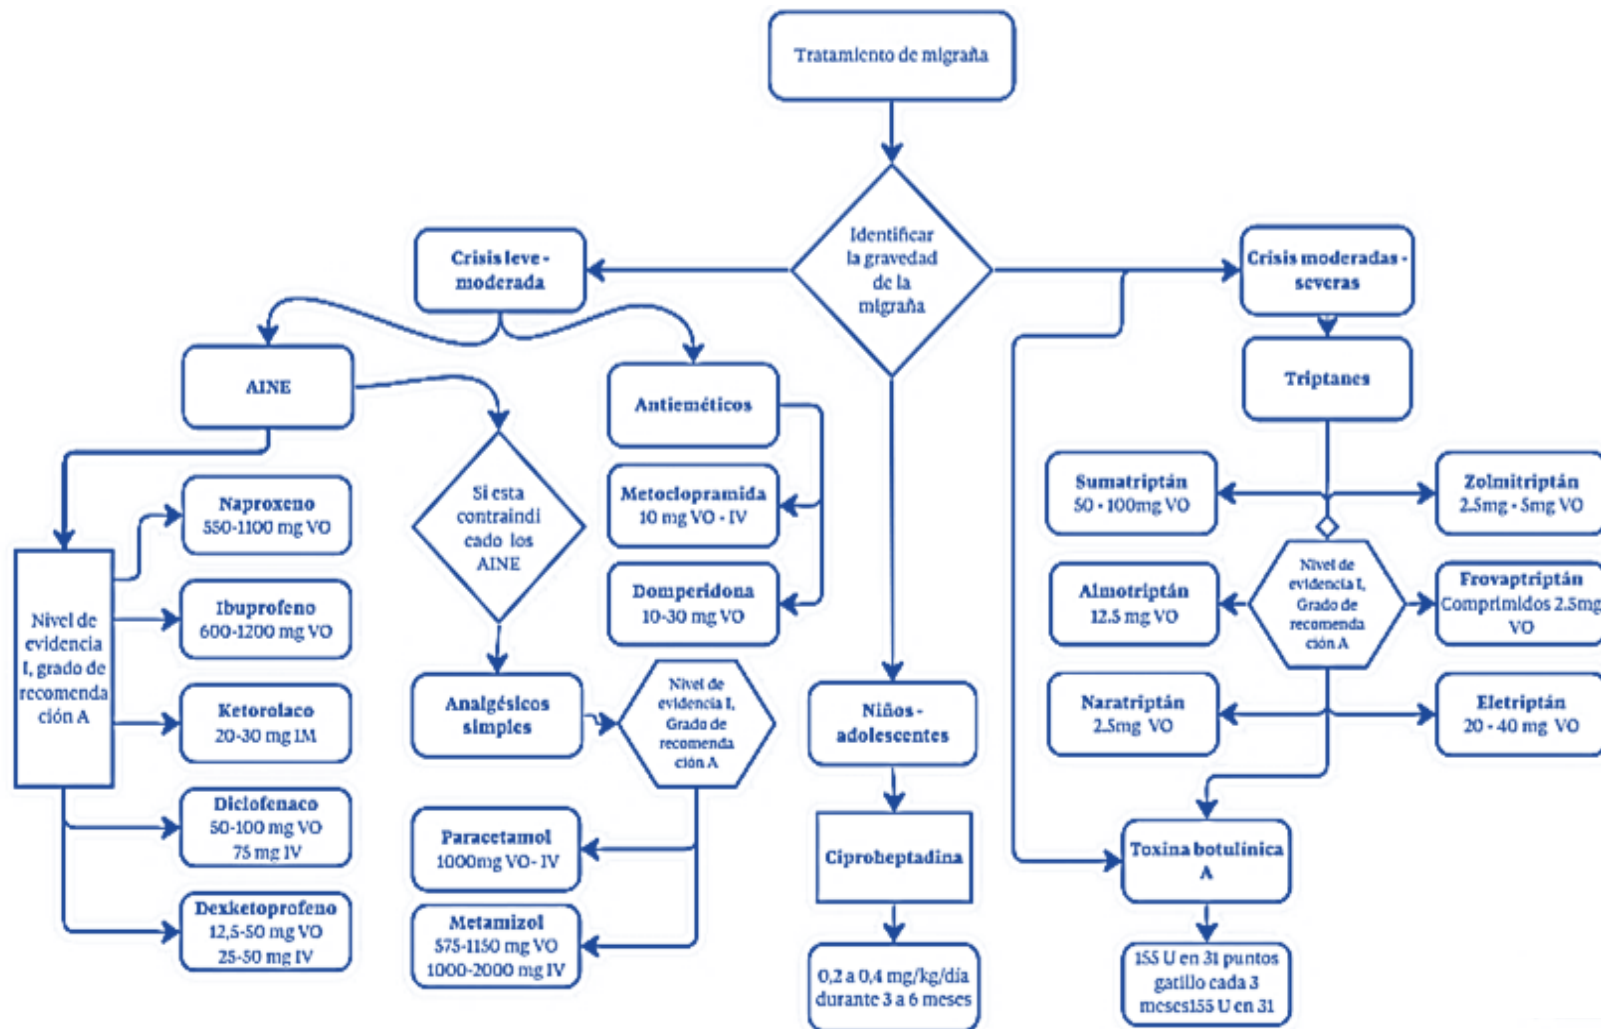 Tratamiento de migraña
Identificar
la gravedad
de la
migraña
Crisis leve -
moderada
Crisis moderadas -
severas
AINE
Antieméticos
Triptanes
Si esta
contraindi
cado los
AINE
Metoclopramida
10 mg VO - IV
Domperidona
10-30 mg VO
Nivel de
evidencia
I, grado de
recomenda
ción A
Naproxeno
550-1100 mg VO
Ibuprofeno
600-1200 mg VO
Ketorolaco
20-30 mg IM
Diclofenaco
50-100 mg VO
75 mg IV
Dexketoprofeno
12,5-50 mg VO
25-50 mg IV
Analgésicos
simples
Nivel de
evidencia I,
Grado de
recomenda
ción A
Paracetamol
1000mg VO- IV
Metamizol
575-1150 mg VO
1000-2000 mg IV
Niños -
adolescentes
Ciproheptadina
0,2 a 0,4 mg/kg/día
durante 3 a 6 meses
Sumatriptán
50 - 100mg VO
Zolmitriptán
2.5mg - 5mg VO
Almotriptán
12.5 mg VO
Nivel de
evidencia I,
Grado de
recomenda
ción A
Frovaptriptán
Comprimidos 2.5mg
VO
Naratriptán
2.5mg VO
Eletriptán
20 - 40 mg VO
Toxina botulínica
A
155 U en 31 puntos
gatillo cada 3
meses155 U en 31